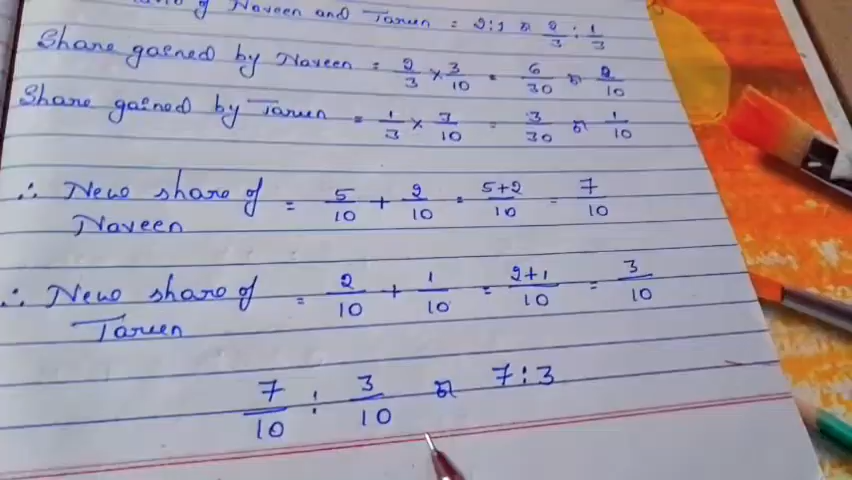 of Naveen and Tarun = 2:1 or 2/3 : 1/3
Share gained by Naveen = 2/3 × 3/10 = 6/30 or 2/10
Share gained by Tarun = 1/3 × 3/10 = 3/30 or 1/10
∴ New share of Naveen = 5/10 + 2/10 = 5+2/10 = 7/10
∴ New share of Tarun = 2/10 + 1/10 = 2+1/10 = 3/10
7/10 : 3/10 or 7:3